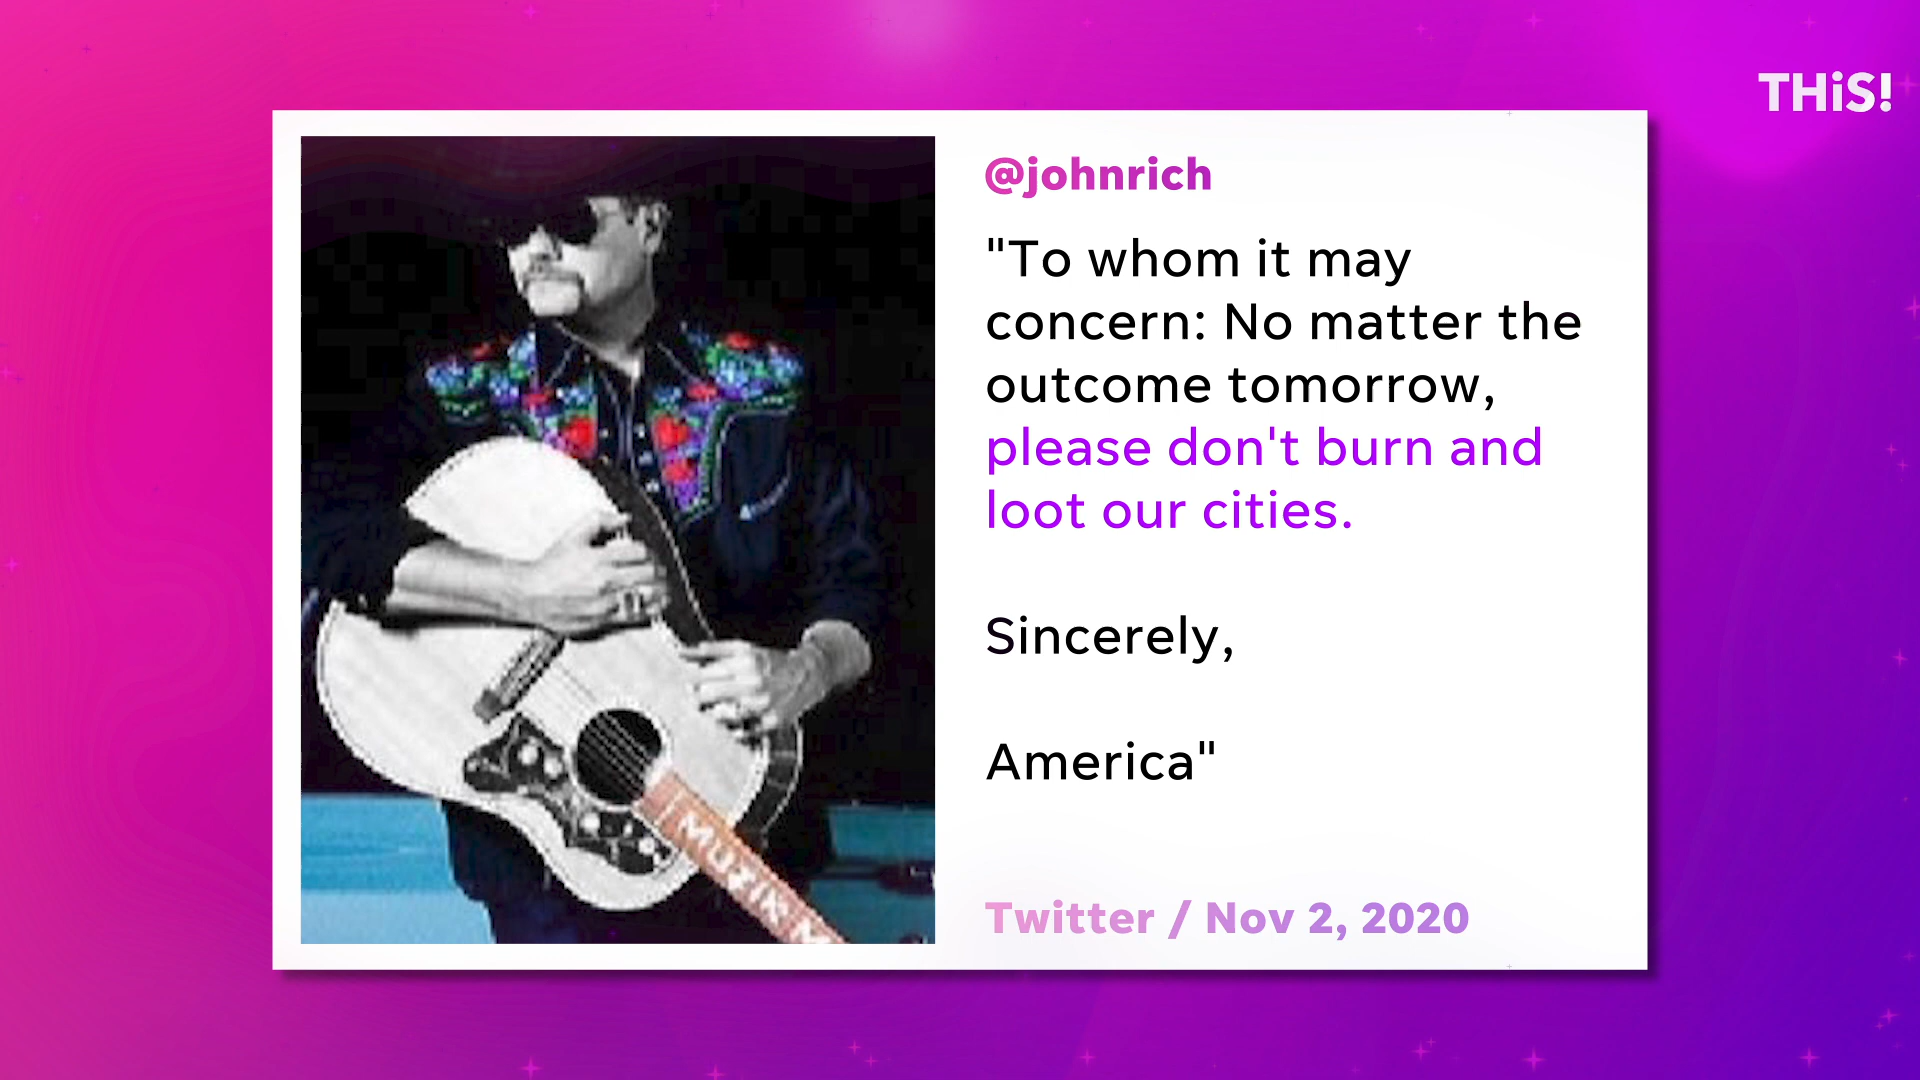 THiS!
@johnrich
"To whom it may
concern: No matter the
outcome tomorrow,
please don't burn and
loot our cities.
Sincerely,
America"
MUZIK M
Twitter / Nov 2, 2020